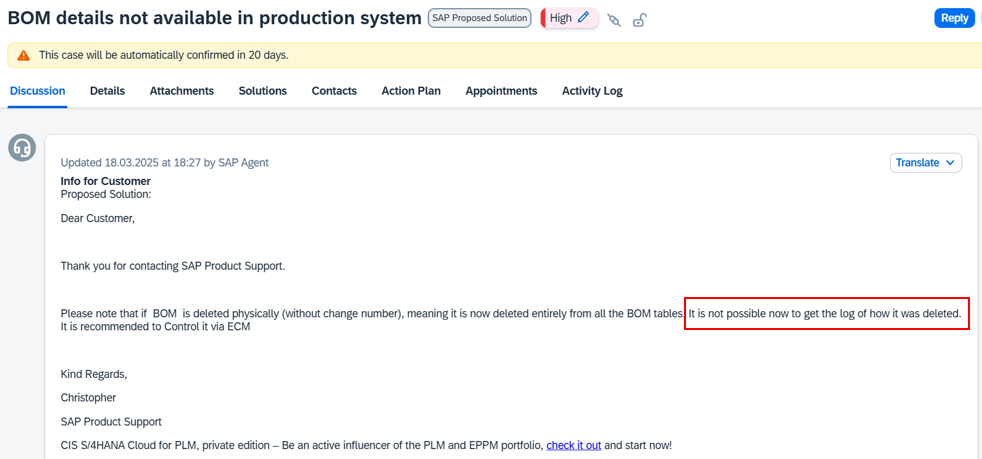 BOM details not available in production system SAP Proposed Solution High Reply
This case will be automatically confirmed in 20 days.
Discussion Details Attachments Solutions Contacts Action Plan Appointments Activity Log
Updated 18.03.2025 at 18:27 by SAP Agent Translate
Info for Customer
Proposed Solution:
Dear Customer,
Thank you for contacting SAP Product Support.
Please note that if BOM is deleted physically (without change number), meaning it is now deleted entirely from all the BOM tables. It is not possible now to get the log of how it was deleted.
It is recommended to Control it via ECM
Kind Regards,
Christopher
SAP Product Support
CIS S/4HANA Cloud for PLM, private edition – Be an active influencer of the PLM and EPPM portfolio, check it out and start now!